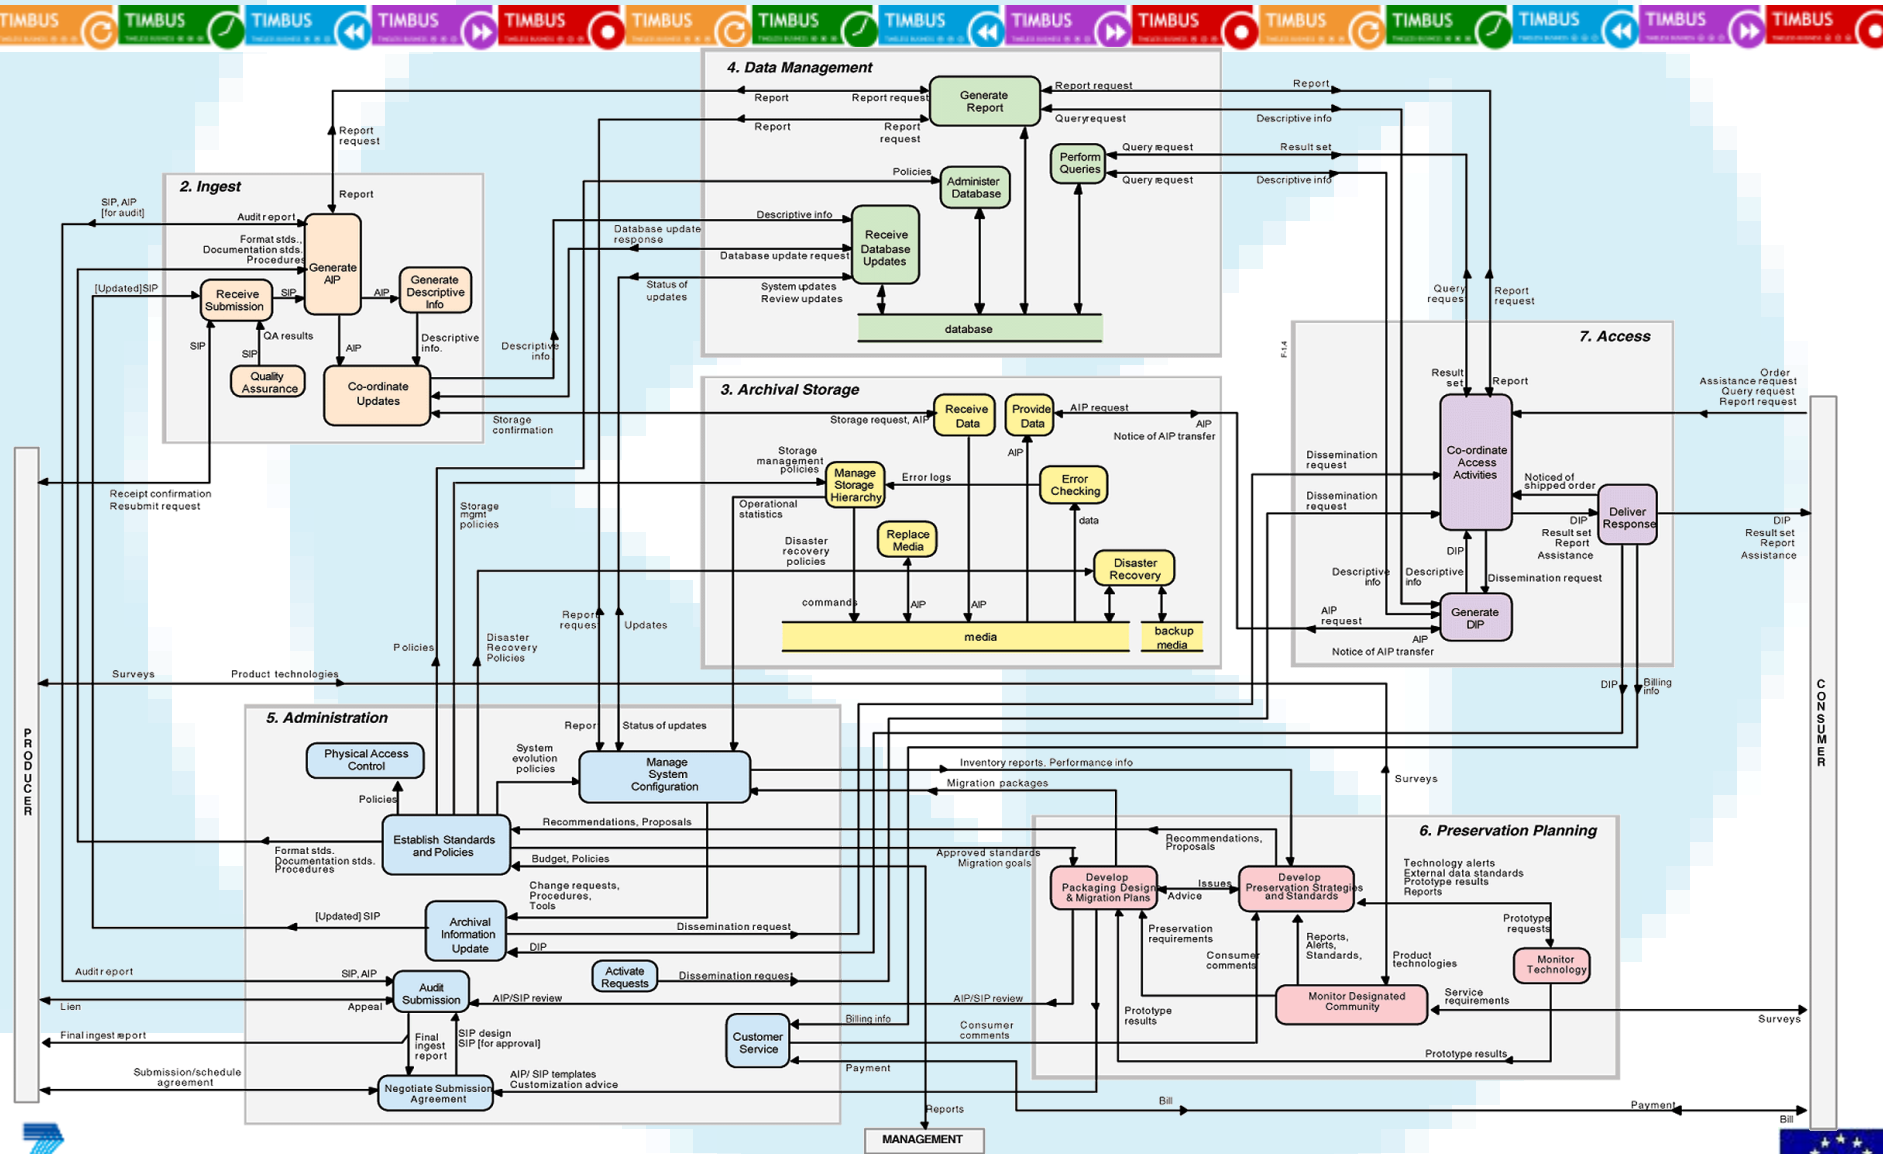 TIMBUS TIMBUS TIMBUS TIMBUS TIMBUS TIMBUS TIMBUS TIMBUS TIMBUS TIMBUS TIMBUS TIMBUS TIMBUS TIMBUS TIMBUS
4. Data Management
Generate
Report
Report
Report request
Report request
Report
Report
Report
request
Queryrequest
Descriptive info
Report
request
Perform
Queries
Query request
Result set
Query request
Descriptive info
Policies
Administer
Database
Descriptive info
Database update
response
Database update request
Receive
Database
Updates
Status of
updates
System updates
Review updates
database
2. Ingest
Report
SIP, AIP
[for audit]
Audit report
Format stds.,
Documentation stds.
Procedures
Generate
AIP
[Updated]SIP
Receive
Submission
SIP
AIP
Generate
Descriptive
Info
QA results
SIP
SIP
AIP
Descriptive
info.
Descriptive
info
Quality
Assurance
Co-ordinate
Updates
Storage
confirmation
Receipt confirmation
Resubmit request
3. Archival Storage
Storage request, AIP
Receive
Data
Provide
Data
AIP request
AIP
Notice of AIP transfer
AIP
Storage
management
policies
Manage
Storage
Hierarchy
Error logs
Error
Checking
Operational
statistics
data
Replace
Media
Disaster
recovery
policies
Disaster
Recovery
commands
AIP
AIP
media
backup
media
Storage
mgmt
policies
Report
request
Updates
Policies
Disaster
Recovery
Policies
7. Access
F-1.4
Query
request
Report
request
Result
set
Report
Order
Assistance request
Query request
Report request
Co-ordinate
Access
Activities
Dissemination
request
Dissemination
request
Noticed of
shipped order
Deliver
Response
DIP
Result set
Report
Assistance
DIP
Result set
Report
Assistance
DIP
Descriptive
info
Descriptive
info
Dissemination request
Generate
DIP
AIP
request
AIP
Notice of AIP transfer
DIP
Billing
info
PRODUCER
CONSUMER
Surveys
Product technologies
5. Administration
Report
Status of updates
Physical Access
Control
System
evolution
policies
Manage
System
Configuration
Inventory reports, Performance info
Migration packages
Surveys
Policies
Establish Standards
and Policies
Recommendations, Proposals
Format stds.
Documentation stds.
Procedures
Budget, Policies
Approved standards
Migration goals
Change requests,
Procedures,
Tools
[Updated] SIP
Archival
Information
Update
Dissemination request
DIP
Audit report
SIP, AIP
Audit
Submission
Activate
Requests
Dissemination request
Lien
Appeal
AIP/SIP review
AIP/SIP review
Final ingest report
Final
ingest
report
SIP design
SIP [for approval]
Billing info
Customer
Service
Consumer
comments
Payment
Submission/schedule
agreement
Negotiate Submission
Agreement
AIP/ SIP templates
Customization advice
6. Preservation Planning
Recommendations,
Proposals
Develop
Packaging Design
& Migration Plans
Issues
Advice
Develop
Preservation Strategies
and Standards
Technology alerts
External data standards
Prototype results
Reports
Prototype
requests
Preservation
requirements
Consumer
comments
Reports,
Alerts,
Standards,
Product
technologies
Monitor
Technology
Monitor Designated
Community
Service
requirements
Prototype
results
Surveys
Prototype results
Bill
Payment
Bill
Reports
MANAGEMENT